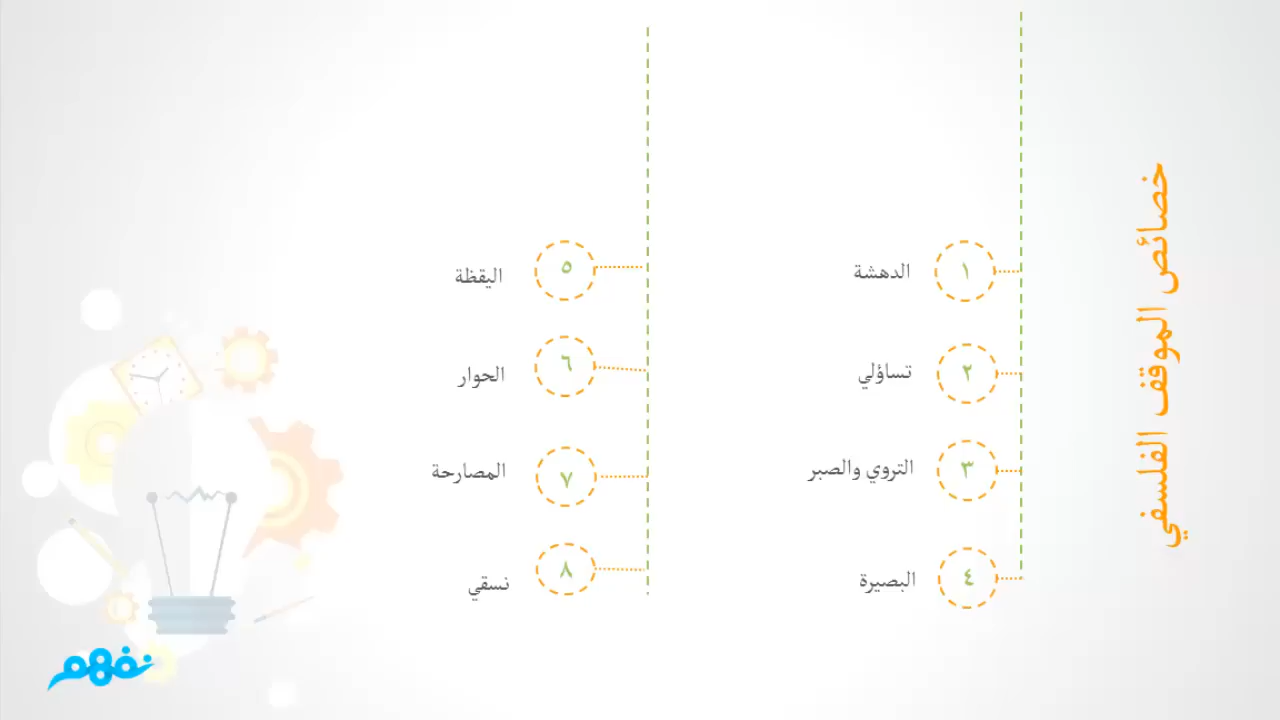 خصائص الموقف الفلسفي
١ الدهشة
٢ تساؤلي
٣ التروي والصبر
٤ البصيرة
٥ اليقظة
٦ الحوار
٧ المصارحة
٨ نسقي
نفهم